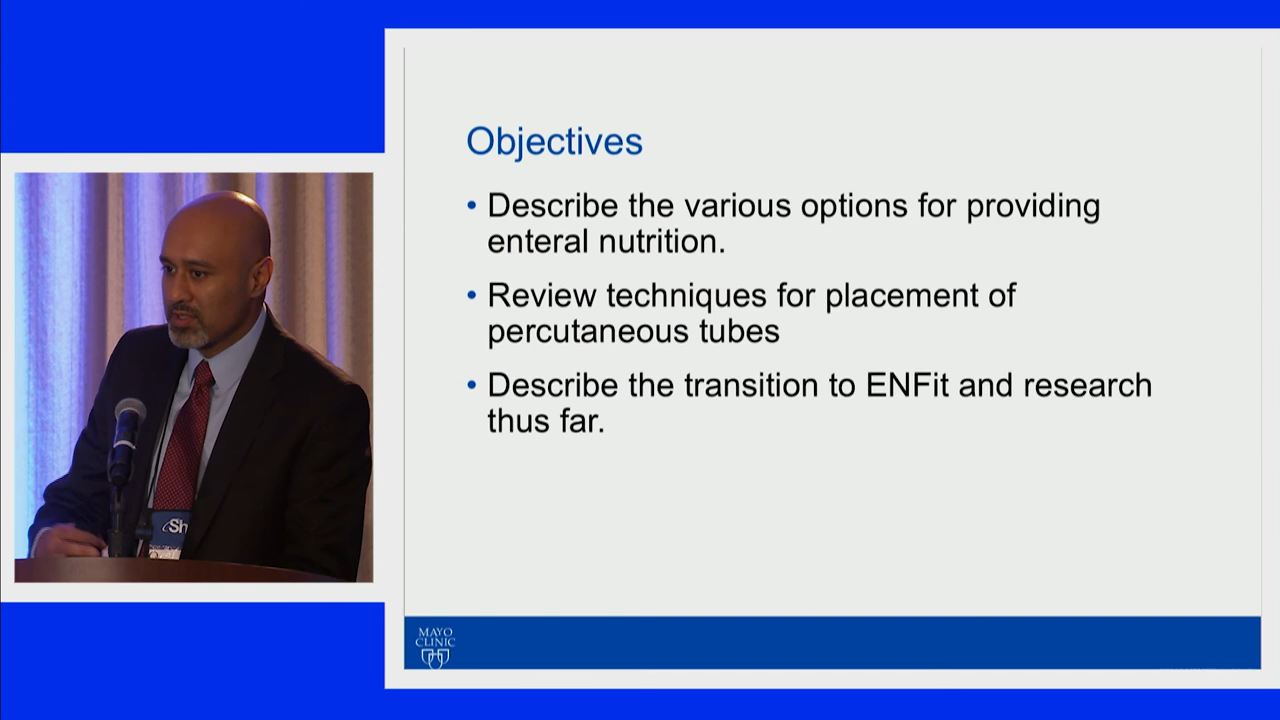 Objectives
• Describe the various options for providing
enteral nutrition.
• Review techniques for placement of
percutaneous tubes
• Describe the transition to ENFit and research
thus far.
MAYO
CLINIC